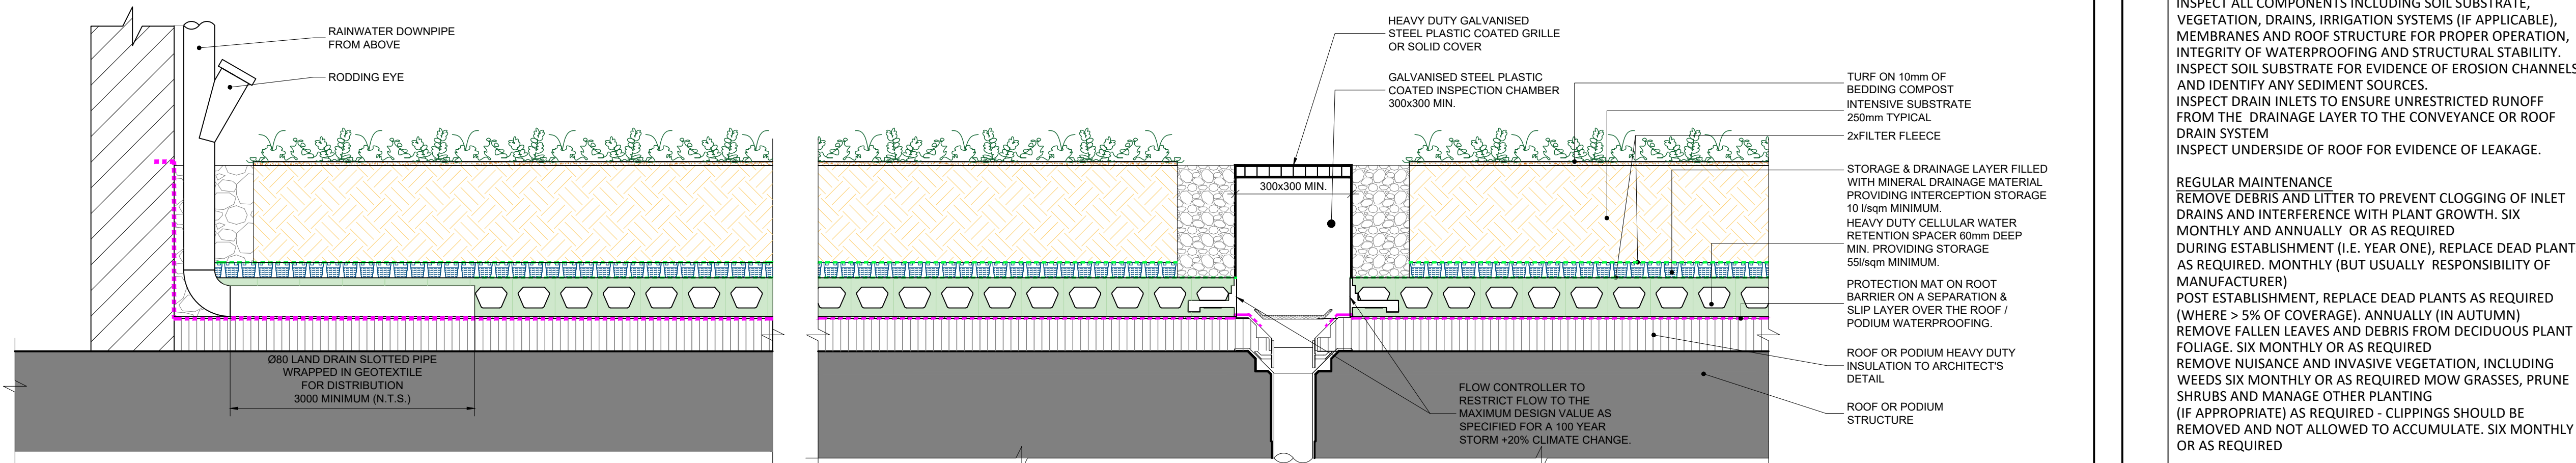 RAINWATER DOWNPIPE
FROM ABOVE
RODDING EYE
Ø80 LAND DRAIN SLOTTED PIPE
WRAPPED IN GEOTEXTILE
FOR DISTRIBUTION
3000 MINIMUM (N.T.S.)
HEAVY DUTY GALVANISED
STEEL PLASTIC COATED GRILLE
OR SOLID COVER
GALVANISED STEEL PLASTIC
COATED INSPECTION CHAMBER
300x300 MIN.
300x300 MIN.
FLOW CONTROLLER TO
RESTRICT FLOW TO THE
MAXIMUM DESIGN VALUE AS
SPECIFIED FOR A 100 YEAR
STORM +20% CLIMATE CHANGE.
TURF ON 10mm OF
BEDDING COMPOST
INTENSIVE SUBSTRATE
250mm TYPICAL
2xFILTER FLEECE
STORAGE & DRAINAGE LAYER FILLED
WITH MINERAL DRAINAGE MATERIAL
PROVIDING INTERCEPTION STORAGE
10 l/sqm MINIMUM.
HEAVY DUTY CELLULAR WATER
RETENTION SPACER 60mm DEEP
MIN. PROVIDING STORAGE
55l/sqm MINIMUM.
PROTECTION MAT ON ROOT
BARRIER ON A SEPARATION &
SLIP LAYER OVER THE ROOF /
PODIUM WATERPROOFING.
ROOF OR PODIUM HEAVY DUTY
INSULATION TO ARCHITECT'S
DETAIL
ROOF OR PODIUM
STRUCTURE
INSPECT ALL COMPONENTS INCLUDING SOIL SUBSTRATE,
VEGETATION, DRAINS, IRRIGATION SYSTEMS (IF APPLICABLE),
MEMBRANES AND ROOF STRUCTURE FOR PROPER OPERATION,
INTEGRITY OF WATERPROOFING AND STRUCTURAL STABILITY.
INSPECT SOIL SUBSTRATE FOR EVIDENCE OF EROSION CHANNELS
AND IDENTIFY ANY SEDIMENT SOURCES.
INSPECT DRAIN INLETS TO ENSURE UNRESTRICTED RUNOFF
FROM THE DRAINAGE LAYER TO THE CONVEYANCE OR ROOF
DRAIN SYSTEM
INSPECT UNDERSIDE OF ROOF FOR EVIDENCE OF LEAKAGE.
REGULAR MAINTENANCE
REMOVE DEBRIS AND LITTER TO PREVENT CLOGGING OF INLET
DRAINS AND INTERFERENCE WITH PLANT GROWTH. SIX
MONTHLY AND ANNUALLY OR AS REQUIRED
DURING ESTABLISHMENT (I.E. YEAR ONE), REPLACE DEAD PLANT
AS REQUIRED. MONTHLY (BUT USUALLY RESPONSIBILITY OF
MANUFACTURER)
POST ESTABLISHMENT, REPLACE DEAD PLANTS AS REQUIRED
(WHERE > 5% OF COVERAGE). ANNUALLY (IN AUTUMN)
REMOVE FALLEN LEAVES AND DEBRIS FROM DECIDUOUS PLANT
FOLIAGE. SIX MONTHLY OR AS REQUIRED
REMOVE NUISANCE AND INVASIVE VEGETATION, INCLUDING
WEEDS SIX MONTHLY OR AS REQUIRED MOW GRASSES, PRUNE
SHRUBS AND MANAGE OTHER PLANTING
(IF APPROPRIATE) AS REQUIRED - CLIPPINGS SHOULD BE
REMOVED AND NOT ALLOWED TO ACCUMULATE. SIX MONTHLY
OR AS REQUIRED